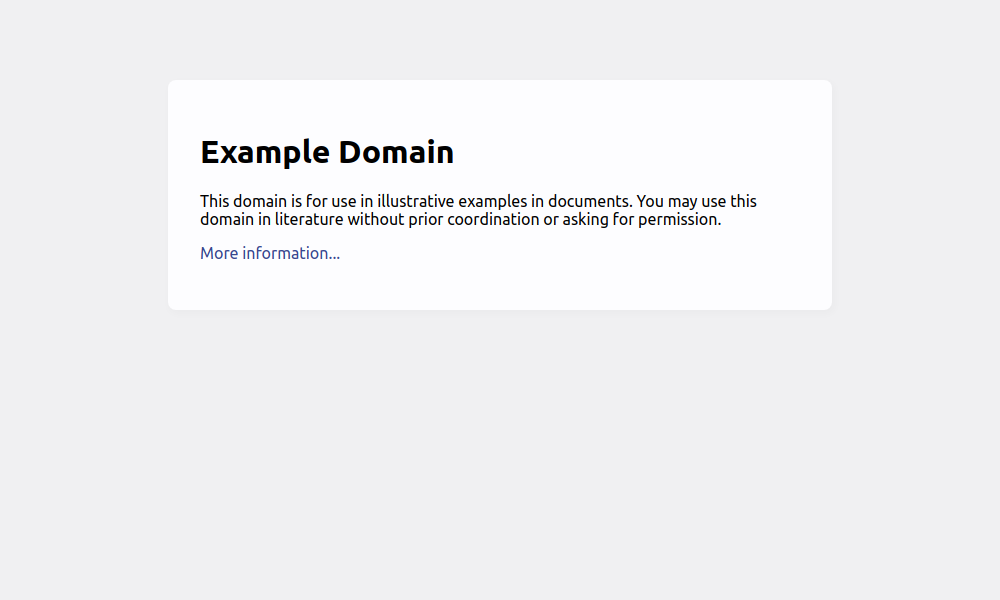 Example Domain
This domain is for use in illustrative examples in documents. You may use this
domain in literature without prior coordination or asking for permission.
More information...